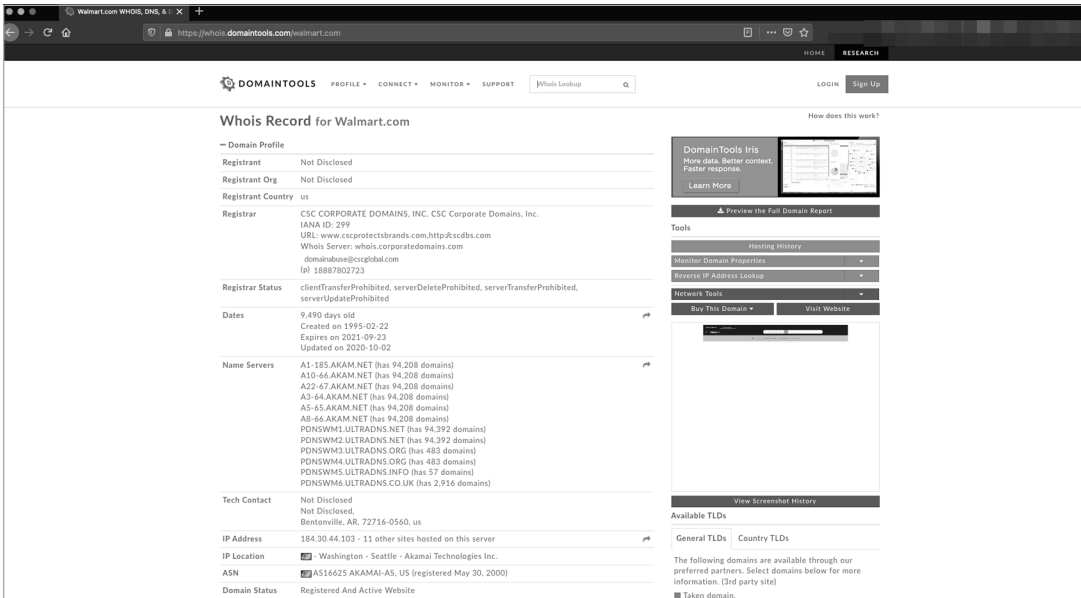 Walmart.com WHOIS, DNS, & D
https://whois.domaintools.com/walmart.com
HOME RESEARCH
DOMAINTOOLS PROFILE CONNECT MONITOR SUPPORT Whois Lookup LOGIN Sign Up
How does this work?
Whois Record for Walmart.com
Domain Profile
Registrant Not Disclosed
Registrant Org Not Disclosed
Registrant Country us
Registrar CSC CORPORATE DOMAINS, INC. CSC Corporate Domains, Inc.
IANA ID: 299
URL: www.cscprotectsbrands.com,http://cscdbs.com
Whois Server: whois.corporatedomains.com
domainabuse@cscglobal.com
(p) 18887802723
Registrar Status clientTransferProhibited, serverDeleteProhibited, serverTransferProhibited,
serverUpdateProhibited
Dates 9,490 days old
Created on 1995-02-22
Expires on 2021-09-23
Updated on 2020-10-02
Name Servers A1-185.AKAM.NET (has 94,208 domains)
A10-66.AKAM.NET (has 94,208 domains)
A22-67.AKAM.NET (has 94,208 domains)
A3-64.AKAM.NET (has 94,208 domains)
A5-65.AKAM.NET (has 94,208 domains)
A8-66.AKAM.NET (has 94,208 domains)
PDNSWM1.ULTRADNS.NET (has 94,392 domains)
PDNSWM2.ULTRADNS.NET (has 94,392 domains)
PDNSWM3.ULTRADNS.ORG (has 483 domains)
PDNSWM4.ULTRADNS.ORG (has 483 domains)
PDNSWM5.ULTRADNS.INFO (has 57 domains)
PDNSWM6.ULTRADNS.CO.UK (has 2,916 domains)
Tech Contact Not Disclosed
Not Disclosed,
Bentonville, AR, 72716-0560, us
IP Address 184.30.44.103 - 11 other sites hosted on this server
IP Location - Washington - Seattle - Akamai Technologies Inc.
ASN AS16625 AKAMAI-AS, US (registered May 30, 2000)
Domain Status Registered And Active Website
DomainTools Iris
More data. Better context.
Faster response.
Learn More
Preview the Full Domain Report
Tools
Hosting History
Monitor Domain Properties
Reverse IP Address Lookup
Network Tools
Buy This Domain Visit Website
View Screenshot History
Available TLDs
General TLDs Country TLDs
The following domains are available through our
preferred partners. Select domains below for more
information. (3rd party site)
Taken domain.